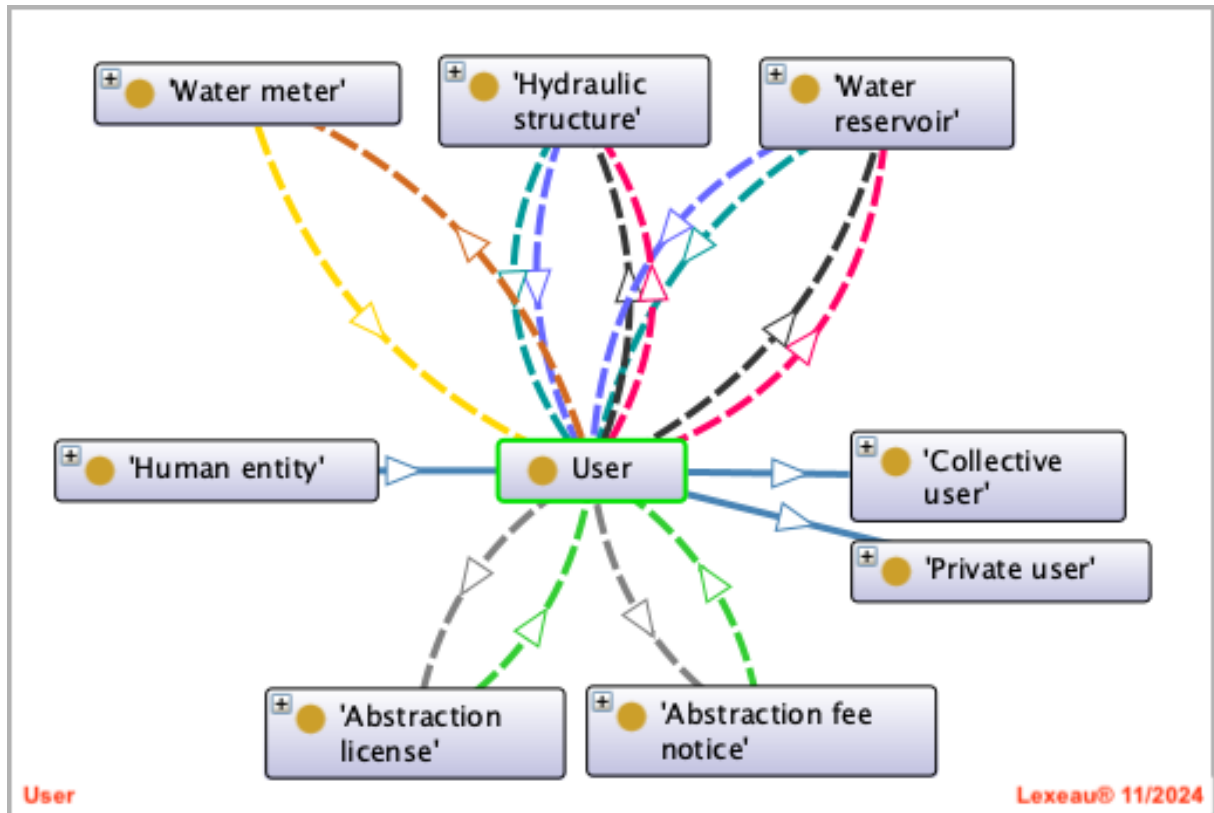 'Water meter'
'Hydraulic
structure'
'Water
reservoir'
'Human entity'
User
'Collective
user'
'Private user'
'Abstraction
license'
'Abstraction fee
notice'
User
Lexeau® 11/2024